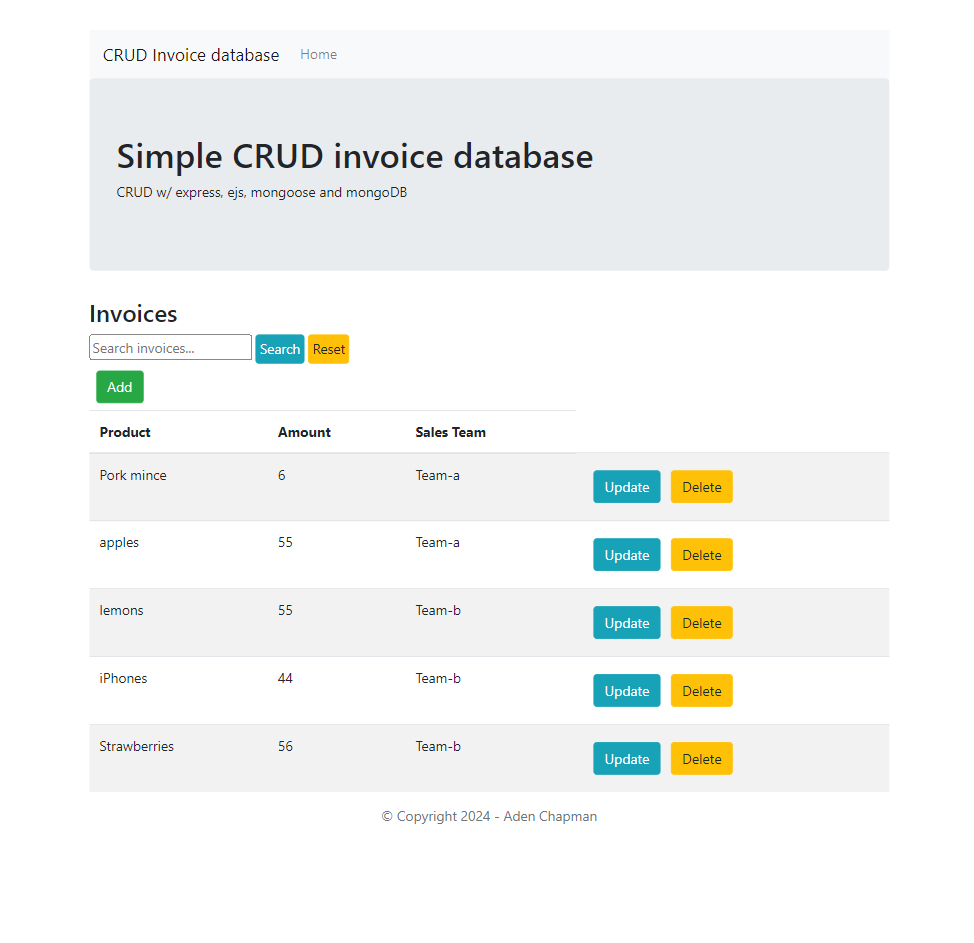 CRUD Invoice database Home
Simple CRUD invoice database
CRUD w/ express, ejs, mongoose and mongoDB
Invoices
Search invoices... Search Reset
Add
Product Amount Sales Team
Pork mince 6 Team-a Update Delete
apples 55 Team-a Update Delete
lemons 55 Team-b Update Delete
iPhones 44 Team-b Update Delete
Strawberries 56 Team-b Update Delete
© Copyright 2024 - Aden Chapman